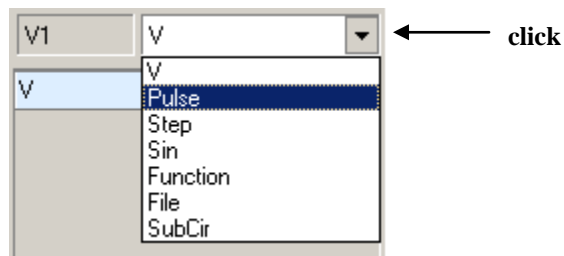 V1 V click
V
V
Pulse
Step
Sin
Function
File
SubCir